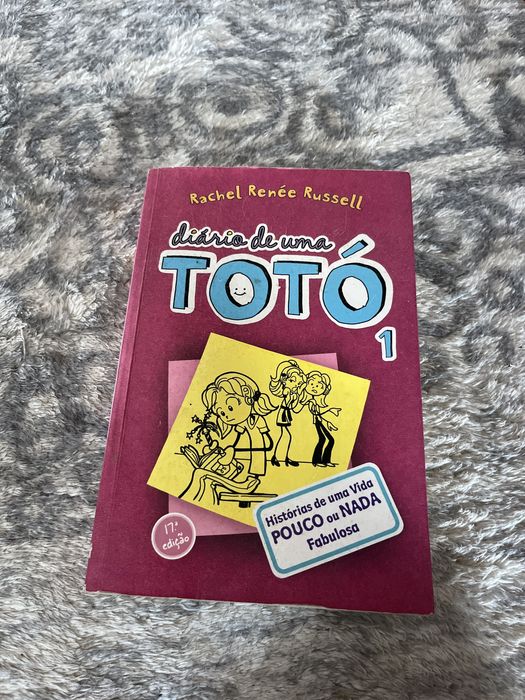 Rachel Renée Russell
diário de uma
TOTÓ
1
Histórias de uma Vida
POUCO ou NADA
Fabulosa
17.ª
edição